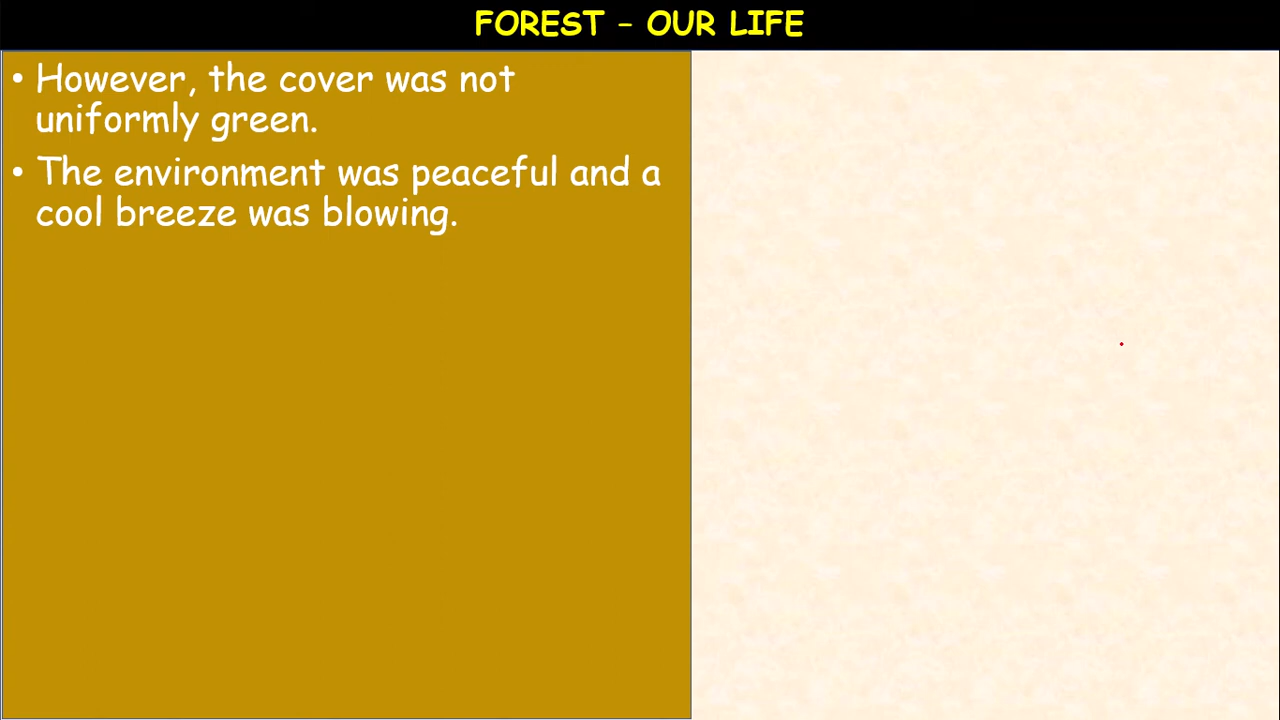 FOREST – OUR LIFE
• However, the cover was not
uniformly green.
• The environment was peaceful and a
cool breeze was blowing.